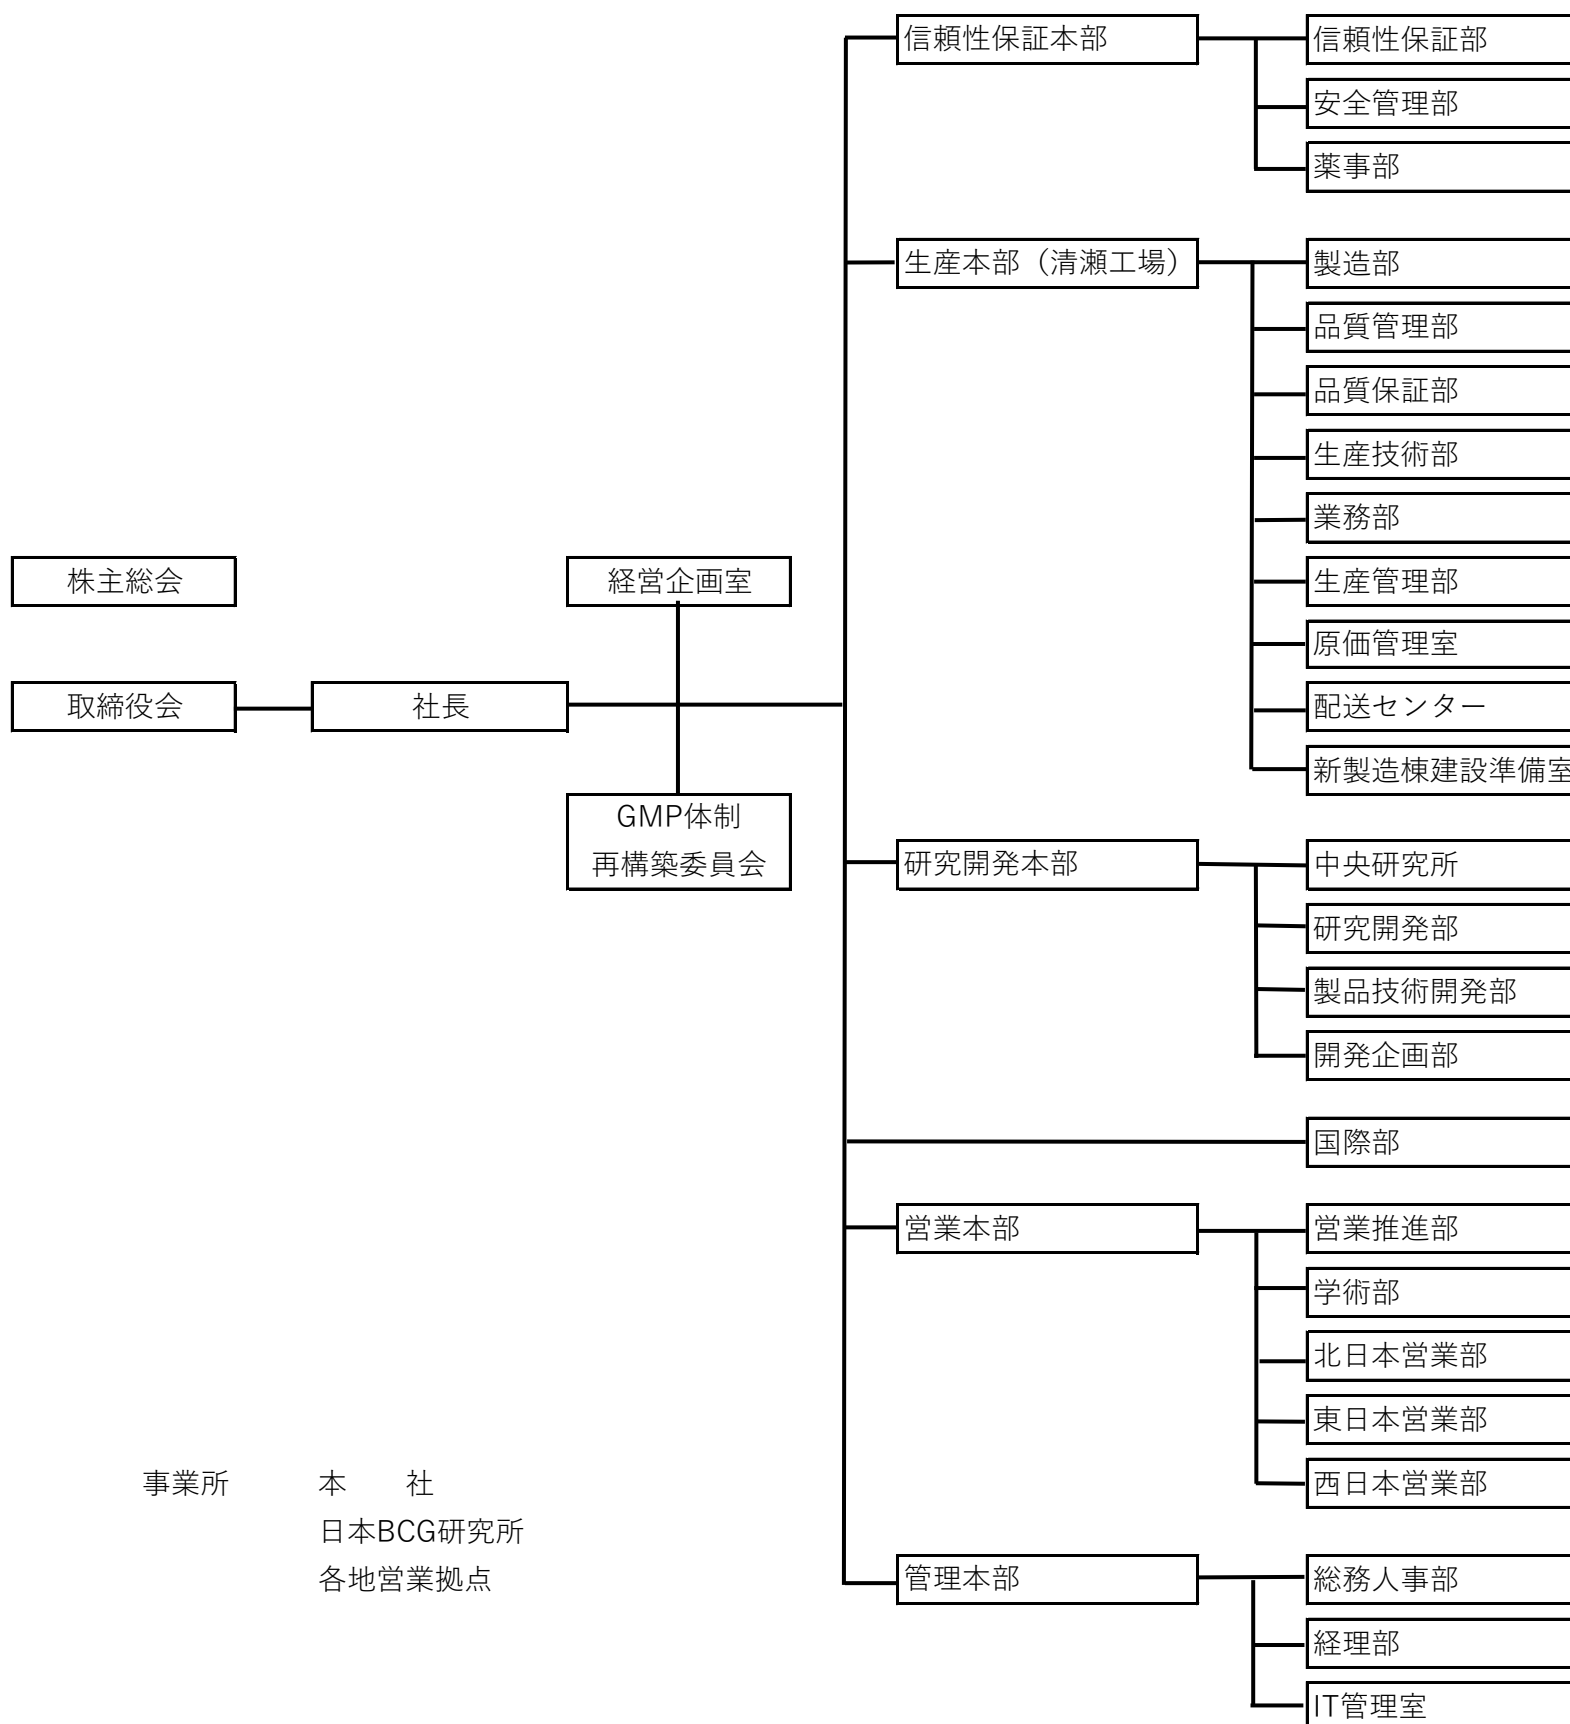 信頼性保証本部
信頼性保証部
安全管理部
薬事部
生産本部（清瀬工場）
製造部
品質管理部
品質保証部
生産技術部
業務部
株主総会
経営企画室
生産管理部
原価管理室
取締役会
社長
配送センター
新製造棟建設準備室
GMP体制
再構築委員会
研究開発本部
中央研究所
研究開発部
製品技術開発部
開発企画部
国際部
営業本部
営業推進部
学術部
北日本営業部
東日本営業部
西日本営業部
事業所　　　本　　社
日本BCG研究所
各地営業拠点
管理本部
総務人事部
経理部
IT管理室